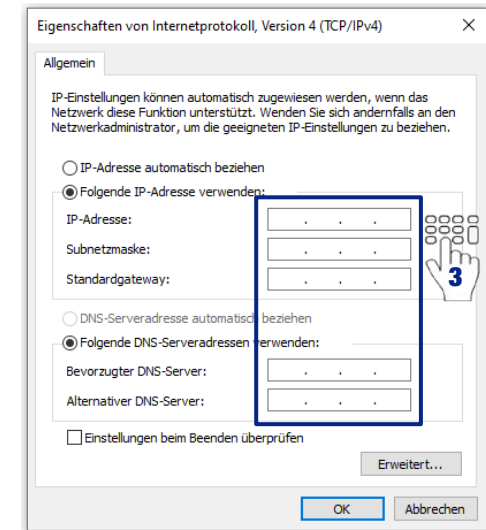 Eigenschaften von Internetprotokoll, Version 4 (TCP/IPv4)
Allgemein
IP-Einstellungen können automatisch zugewiesen werden, wenn das
Netzwerk diese Funktion unterstützt. Wenden Sie sich andernfalls an den
Netzwerkadministrator, um die geeigneten IP-Einstellungen zu beziehen.
IP-Adresse automatisch beziehen
Folgende IP-Adresse verwenden:
IP-Adresse: . . .
Subnetzmaske: . . .
Standardgateway: . . .
3
DNS-Serveradresse automatisch beziehen
Folgende DNS-Serveradressen verwenden:
Bevorzugter DNS-Server: . . .
Alternativer DNS-Server: . . .
Einstellungen beim Beenden überprüfen
Erweitert...
OK Abbrechen